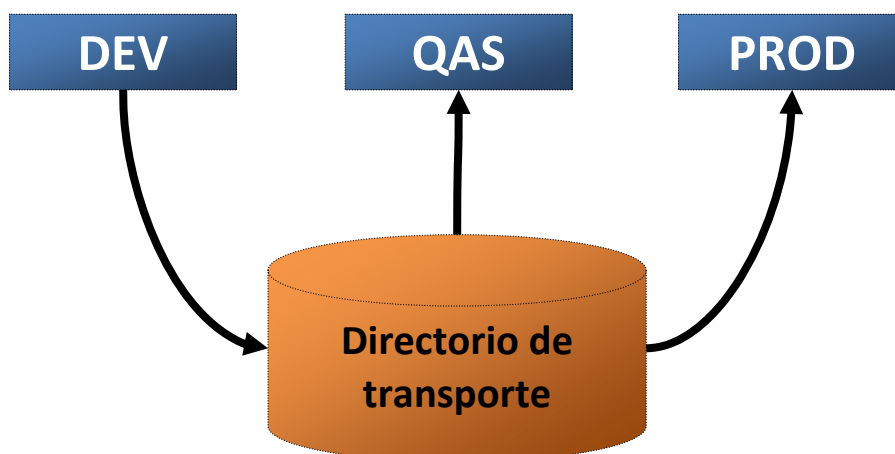 DEV
QAS
PROD
Directorio de
transporte